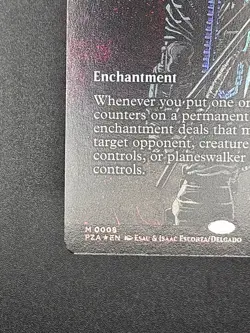 Enchantment
Whenever you put one or
counters on a permanent
enchantment deals that m
target opponent, creature
controls, or planeswalker
controls.
M 0008
PZA★EN Esau & Isaac Escorza/Delgado